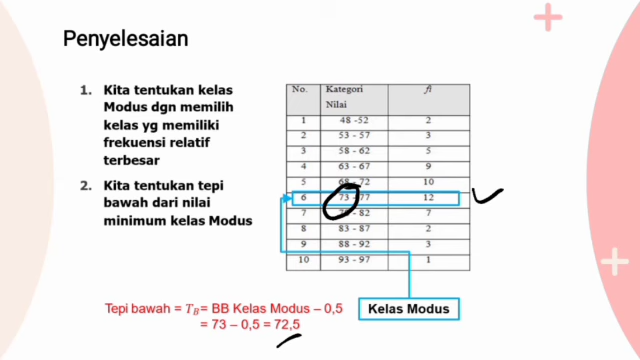 Penyelesaian
1. Kita tentukan kelas
Modus dgn memilih
kelas yg memiliki
frekuensi relatif
terbesar
2. Kita tentukan tepi
bawah dari nilai
minimum kelas Modus
No. Kategori Nilai fi
1 48 -52 2
2 53 - 57 3
3 58 - 62 5
4 63 - 67 9
5 68 - 72 10
6 73 - 77 12
7 - 82 7
8 83 - 87 2
9 88 - 92 3
10 93 - 97 1
Tepi bawah = TB = BB Kelas Modus – 0,5
= 73 – 0,5 = 72,5
Kelas Modus